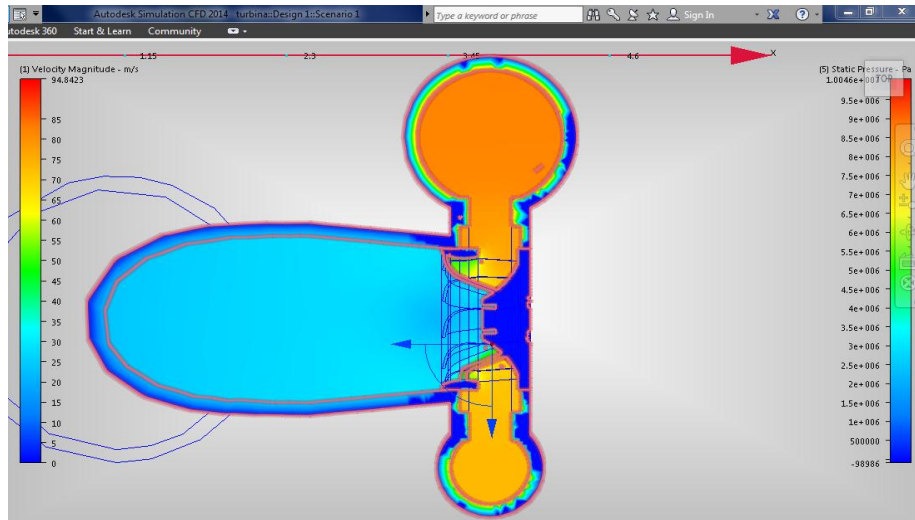 Autodesk Simulation CFD 2014 turbina::Design 1::Scenario 1
Type a keyword or phrase
Sign In
?
utodesk 360 Start & Learn Community
1.15 2.3 3.45 4.6 X
(1) Velocity Magnitude - m/s
94.8423
85
80
75
70
65
60
55
50
45
40
35
30
25
20
15
10
5
0
(5) Static Pressure - Pa
1.0046e+007
TOP
9.5e+006
9e+006
8.5e+006
8e+006
7.5e+006
7e+006
6.5e+006
6e+006
5.5e+006
5e+006
4.5e+006
4e+006
3.5e+006
3e+006
2.5e+006
2e+006
1.5e+006
1e+006
500000
-98986